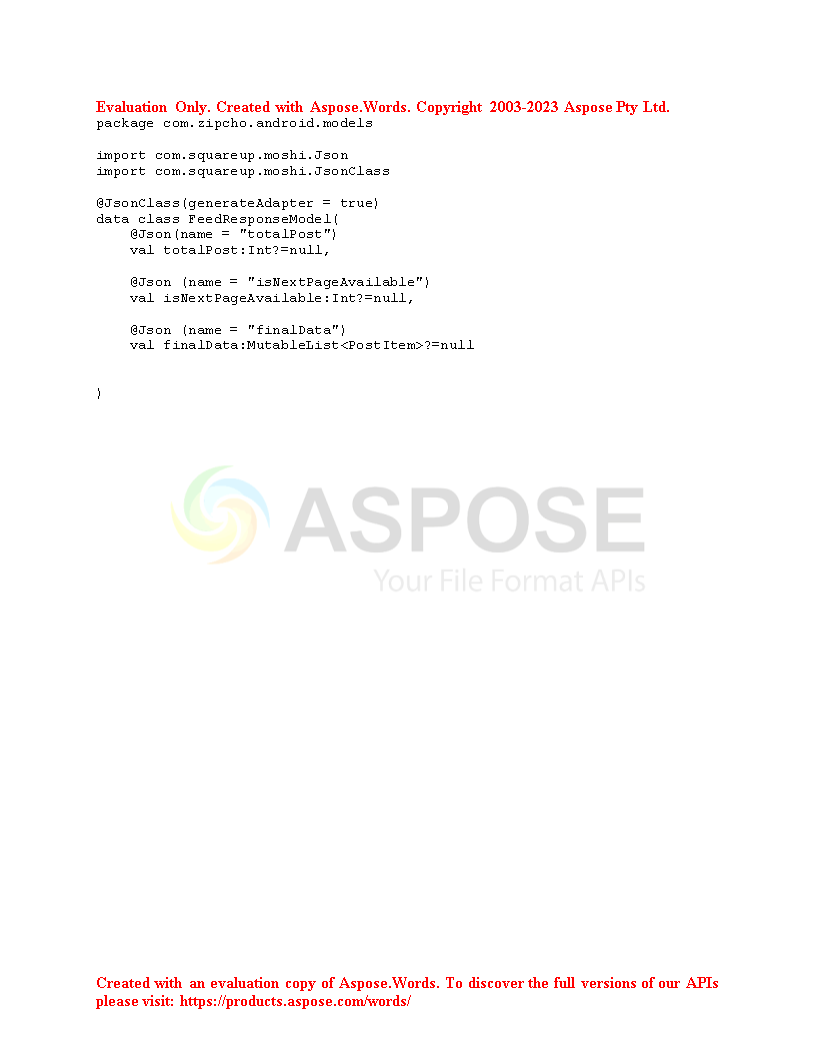 Evaluation Only. Created with Aspose.Words. Copyright 2003-2023 Aspose Pty Ltd.
package com.zipcho.android.models
import com.squareup.moshi.Json
import com.squareup.moshi.JsonClass
@JsonClass(generateAdapter = true)
data class FeedResponseModel(
    @Json(name = "totalPost")
    val totalPost:Int?=null,
    @Json (name = "isNextPageAvailable")
    val isNextPageAvailable:Int?=null,
    @Json (name = "finalData")
    val finalData:MutableList<PostItem>?=null
)
ASPOSE
Your File Format APIs
Created with an evaluation copy of Aspose.Words. To discover the full versions of our APIs
please visit: https://products.aspose.com/words/